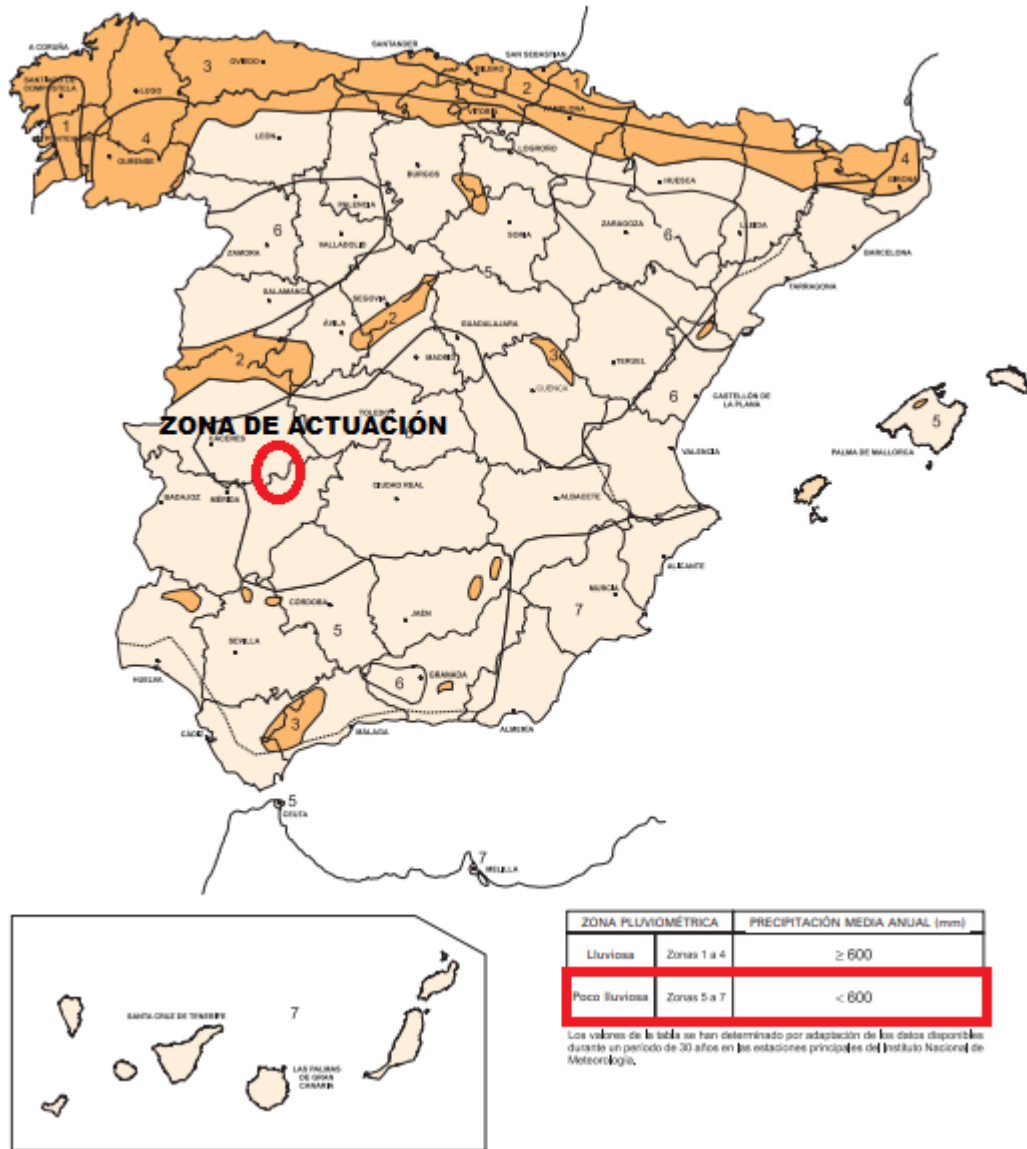 A CORUÑA
SANTANDER
SAN SEBASTIAN
3
OVIEDO
BILBAO
1
SANTIAGO DE
COMPOSTELA
LUGO
2
VITORIA
PAMPLONA
1
4
LEON
LOGROÑO
4
OURENSE
BURGOS
HUESCA
GIRONA
PALENCIA
6
VALLADOLID
SORIA
ZARAGOZA
6
LLEIDA
ZAMORA
BARCELONA
5
TARRAGONA
SALAMANCA
SEGOVIA
2
ÁVILA
GUADALAJARA
2
MADRID
3
TERUEL
CUENCA
6
CASTELLÓN DE
LA PLANA
5
TOLEDO
ZONA DE ACTUACIÓN
CÁCERES
VALENCIA
PALMA DE MALLORCA
BADAJOZ
MÉRIDA
CIUDAD REAL
ALBACETE
ALICANTE
MURCIA
CÓRDOBA
JAÉN
7
5
SEVILLA
HUELVA
6
GRANADA
3
CÁDIZ
MÁLAGA
ALMERÍA
5
CEUTA
7
MELILLA
ZONA PLUVIOMÉTRICA PRECIPITACIÓN MEDIA ANUAL (mm)
Lluviosa Zonas 1 a 4 ≥ 600
Poco lluviosa Zonas 5 a 7 < 600
Los valores de la tabla se han determinado por adaptación de los datos disponibles
durante un período de 30 años en las estaciones principales del Instituto Nacional de
Meteorología.
7
SANTA CRUZ DE TENERIFE
LAS PALMAS
DE GRAN
CANARIA